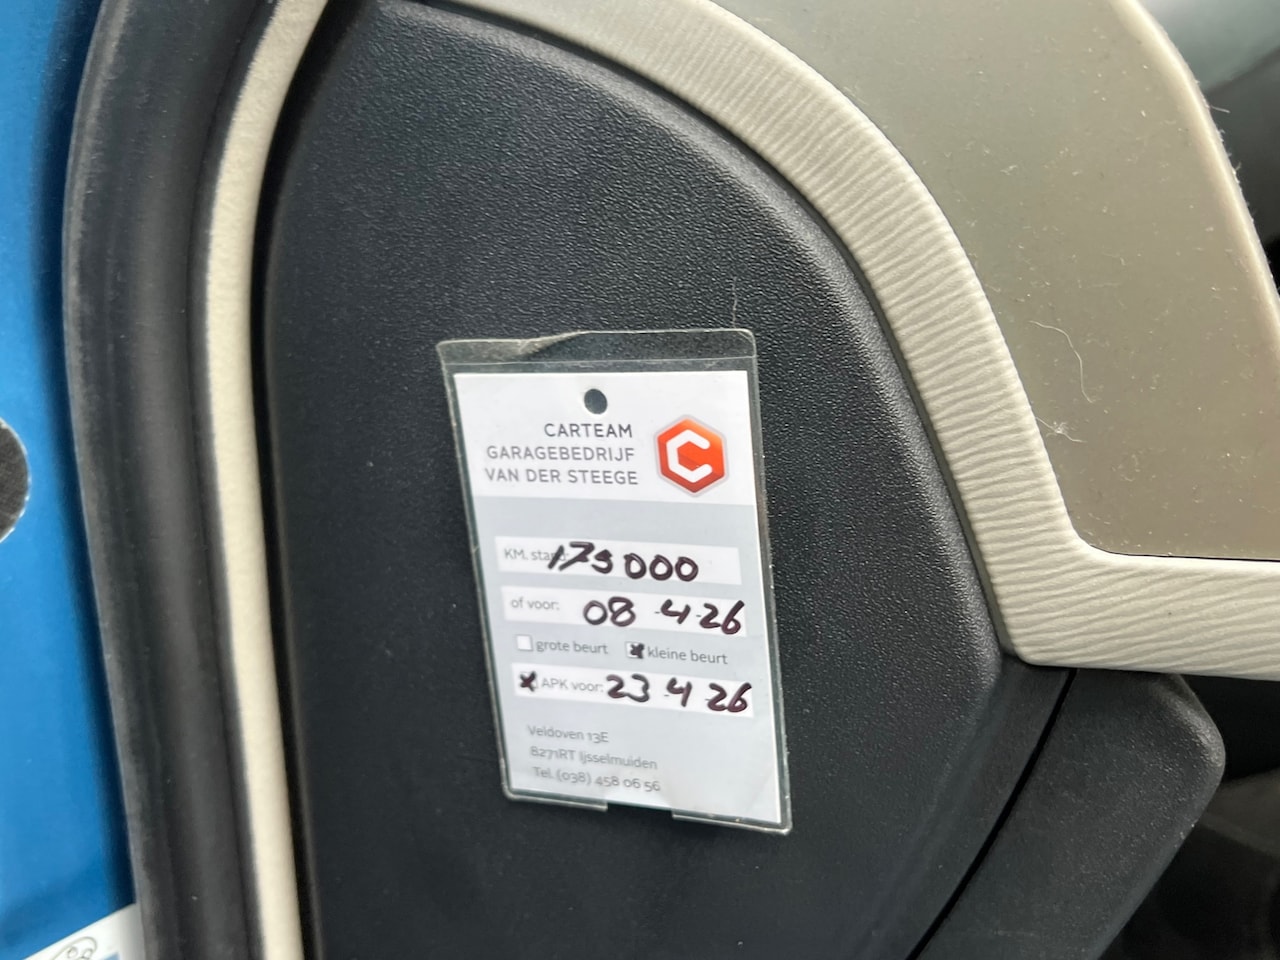 CARTEAM
GARAGEBEDRIJF
VAN DER STEEGE
KM. stand: 175000
of voor: 08-4-26
grote beurt kleine beurt
APK voor: 23-4-26
Veldoven 13E
8271RT Ijsselmuiden
Tel. (038) 458 06 56